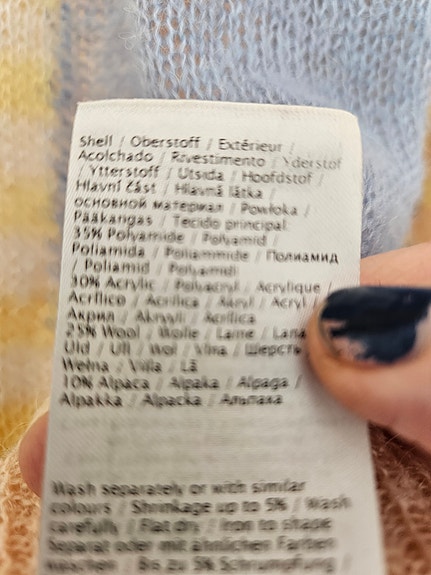 Shell / Oberstoff / Extérieur /
Acolchado / Rivestimento / Yderstof
/ Ytterstoff / Utsida / Hoofdstof /
Hlavní část / Hlavná látka /
основной материал / Powłoka /
Pääkangas / Tecido principal:
35% Polyamide / Polyamid /
Poliamida / Poliammide / Полиамид
/ Poliamid / Polyamidi
30% Acrylic / Polyacryl / Acrylique /
Acrílico / Acrilica / Akryl / Acryl /
Акрил / Akryyli / Acrílica
25% Wool / Wolle / Laine / Lana
Uld / Ull / Wol / Vlna / Шерсть
Wełna / Villa / Lã
10% Alpaca / Alpaka / Alpaga /
Alpakka / Alpacka / Альпака
Wash separately or with similar
colours / Shrinkage up to 5% / Wash
carefully / Flat dry / Iron to shape
Separat oder mit ähnlichen Farben
waschen / Bis zu 5% Schrumpfung /